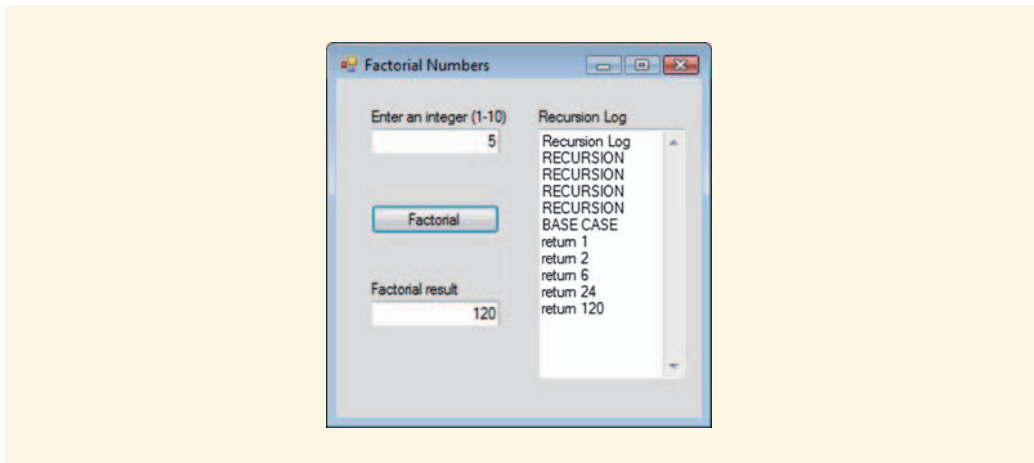 Factorial Numbers
Enter an integer (1-10)
5
Factorial
Factorial result
120
Recursion Log
Recursion Log
RECURSION
RECURSION
RECURSION
RECURSION
BASE CASE
return 1
return 2
return 6
return 24
return 120